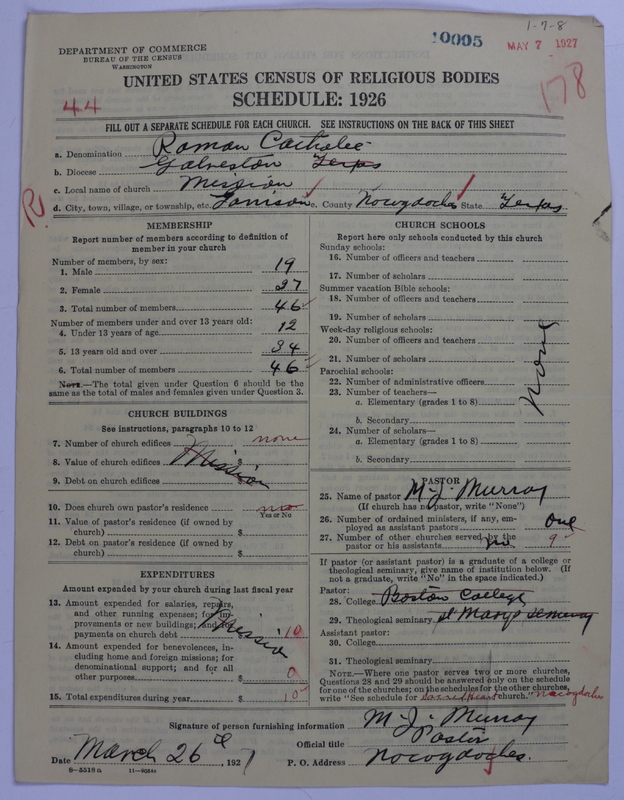 1-7-8
DEPARTMENT OF COMMERCE
BUREAU OF THE CENSUS
WASHINGTON
10005
MAY 7 1927
178
44
UNITED STATES CENSUS OF RELIGIOUS BODIES
SCHEDULE: 1926
FILL OUT A SEPARATE SCHEDULE FOR EACH CHURCH. SEE INSTRUCTIONS ON THE BACK OF THIS SHEET
a. Denomination Roman Catholic
b. Diocese Galveston Texas
c. Local name of church Mission
d. City, town, village, or township, etc. e. County Nacogdoches State Texas
R
MEMBERSHIP
Report number of members according to definition of
member in your church
Number of members, by sex:
1. Male 19
2. Female 27
3. Total number of members 46
Number of members under and over 13 years old:
4. Under 13 years of age 12
5. 13 years old and over 34
6. Total number of members 46
NOTE.—The total given under Question 6 should be the
same as the total of males and females given under Question 3.
CHURCH BUILDINGS
See instructions, paragraphs 10 to 12
7. Number of church edifices none
8. Value of church edifices $ Mission
9. Debt on church edifices $
10. Does church own pastor's residence no
Yes or No
11. Value of pastor's residence (if owned by
church) $
12. Debt on pastor's residence (if owned by
church) $
EXPENDITURES
Amount expended by your church during last fiscal year
13. Amount expended for salaries, repairs,
and other running expenses; for im-
provements or new buildings; and for
payments on church debt $ Mission 10
14. Amount expended for benevolences, in-
cluding home and foreign missions; for
denominational support; and for all
other purposes $ 0
15. Total expenditures during year $ 10
CHURCH SCHOOLS
Report here only schools conducted by this church
Sunday schools:
16. Number of officers and teachers
17. Number of scholars
Summer vacation Bible schools:
18. Number of officers and teachers
19. Number of scholars
Week-day religious schools:
20. Number of officers and teachers
21. Number of scholars
Parochial schools:
22. Number of administrative officers
23. Number of teachers—
a. Elementary (grades 1 to 8)
b. Secondary
24. Number of scholars—
a. Elementary (grades 1 to 8)
b. Secondary
None
PASTOR
25. Name of pastor M. J. Murray
(If church has no pastor, write "None")
26. Number of ordained ministers, if any, em-
ployed as assistant pastors one
27. Number of other churches served by the
pastor or his assistants no 9
If pastor (or assistant pastor) is a graduate of a college or
theological seminary, give name of institution below. (If
not a graduate, write "No" in the space indicated.)
Pastor:
28. College Boston College
29. Theological seminary St Marys Seminary
Assistant pastor:
30. College
31. Theological seminary
NOTE.—Where one pastor serves two or more churches,
Questions 28 and 29 should be answered only on the schedule
for one of the churches; on the schedules for the other churches,
write "See schedule for Sacred Heart church." Nacogdoches
Signature of person furnishing information M. J. Murray
Official title Pastor
Date March 26th, 1927 P. O. Address Nacogdoches.
8-5518a 11-9054a